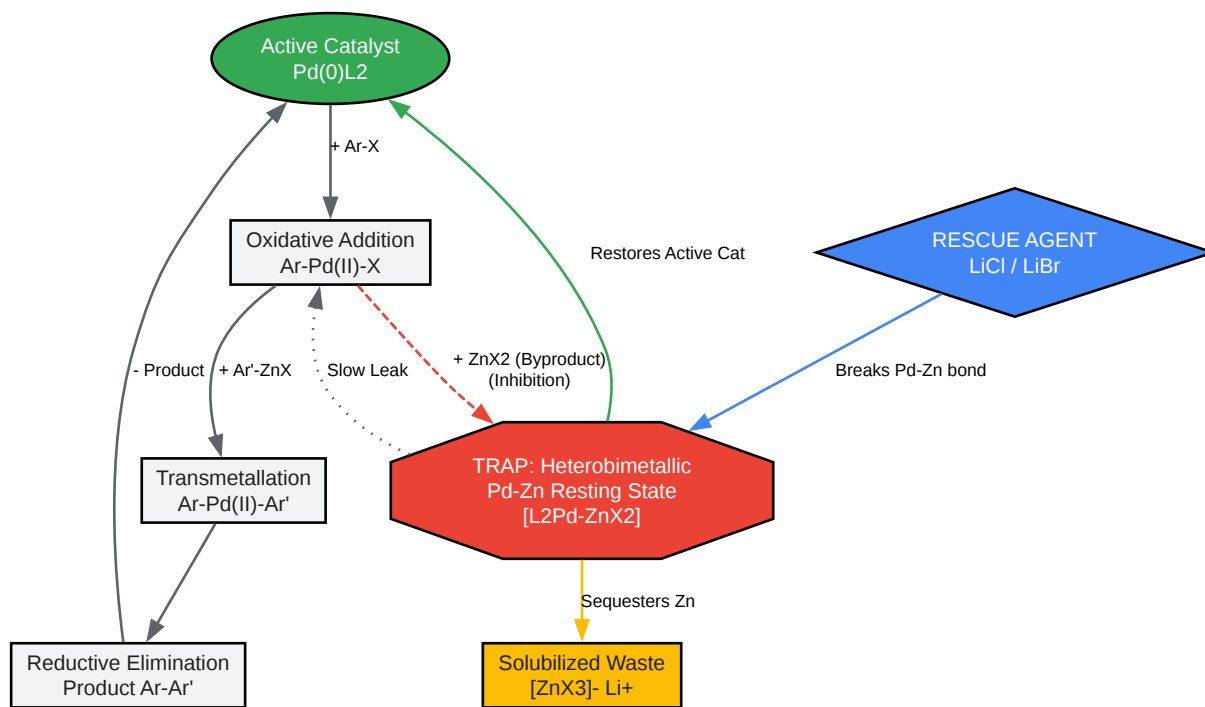 Active Catalyst
Pd(0)L2
+ Ar-X
Oxidative Addition
Ar-Pd(II)-X
Restores Active Cat
RESCUE AGENT
LiCl / LiBr
- Product
+ Ar'-ZnX
Slow Leak
+ ZnX2 (Byproduct)
(Inhibition)
Breaks Pd-Zn bond
Transmetallation
Ar-Pd(II)-Ar'
TRAP: Heterobimetallic
Pd-Zn Resting State
[L2Pd-ZnX2]
Sequesters Zn
Reductive Elimination
Product Ar-Ar'
Solubilized Waste
[ZnX3]- Li+